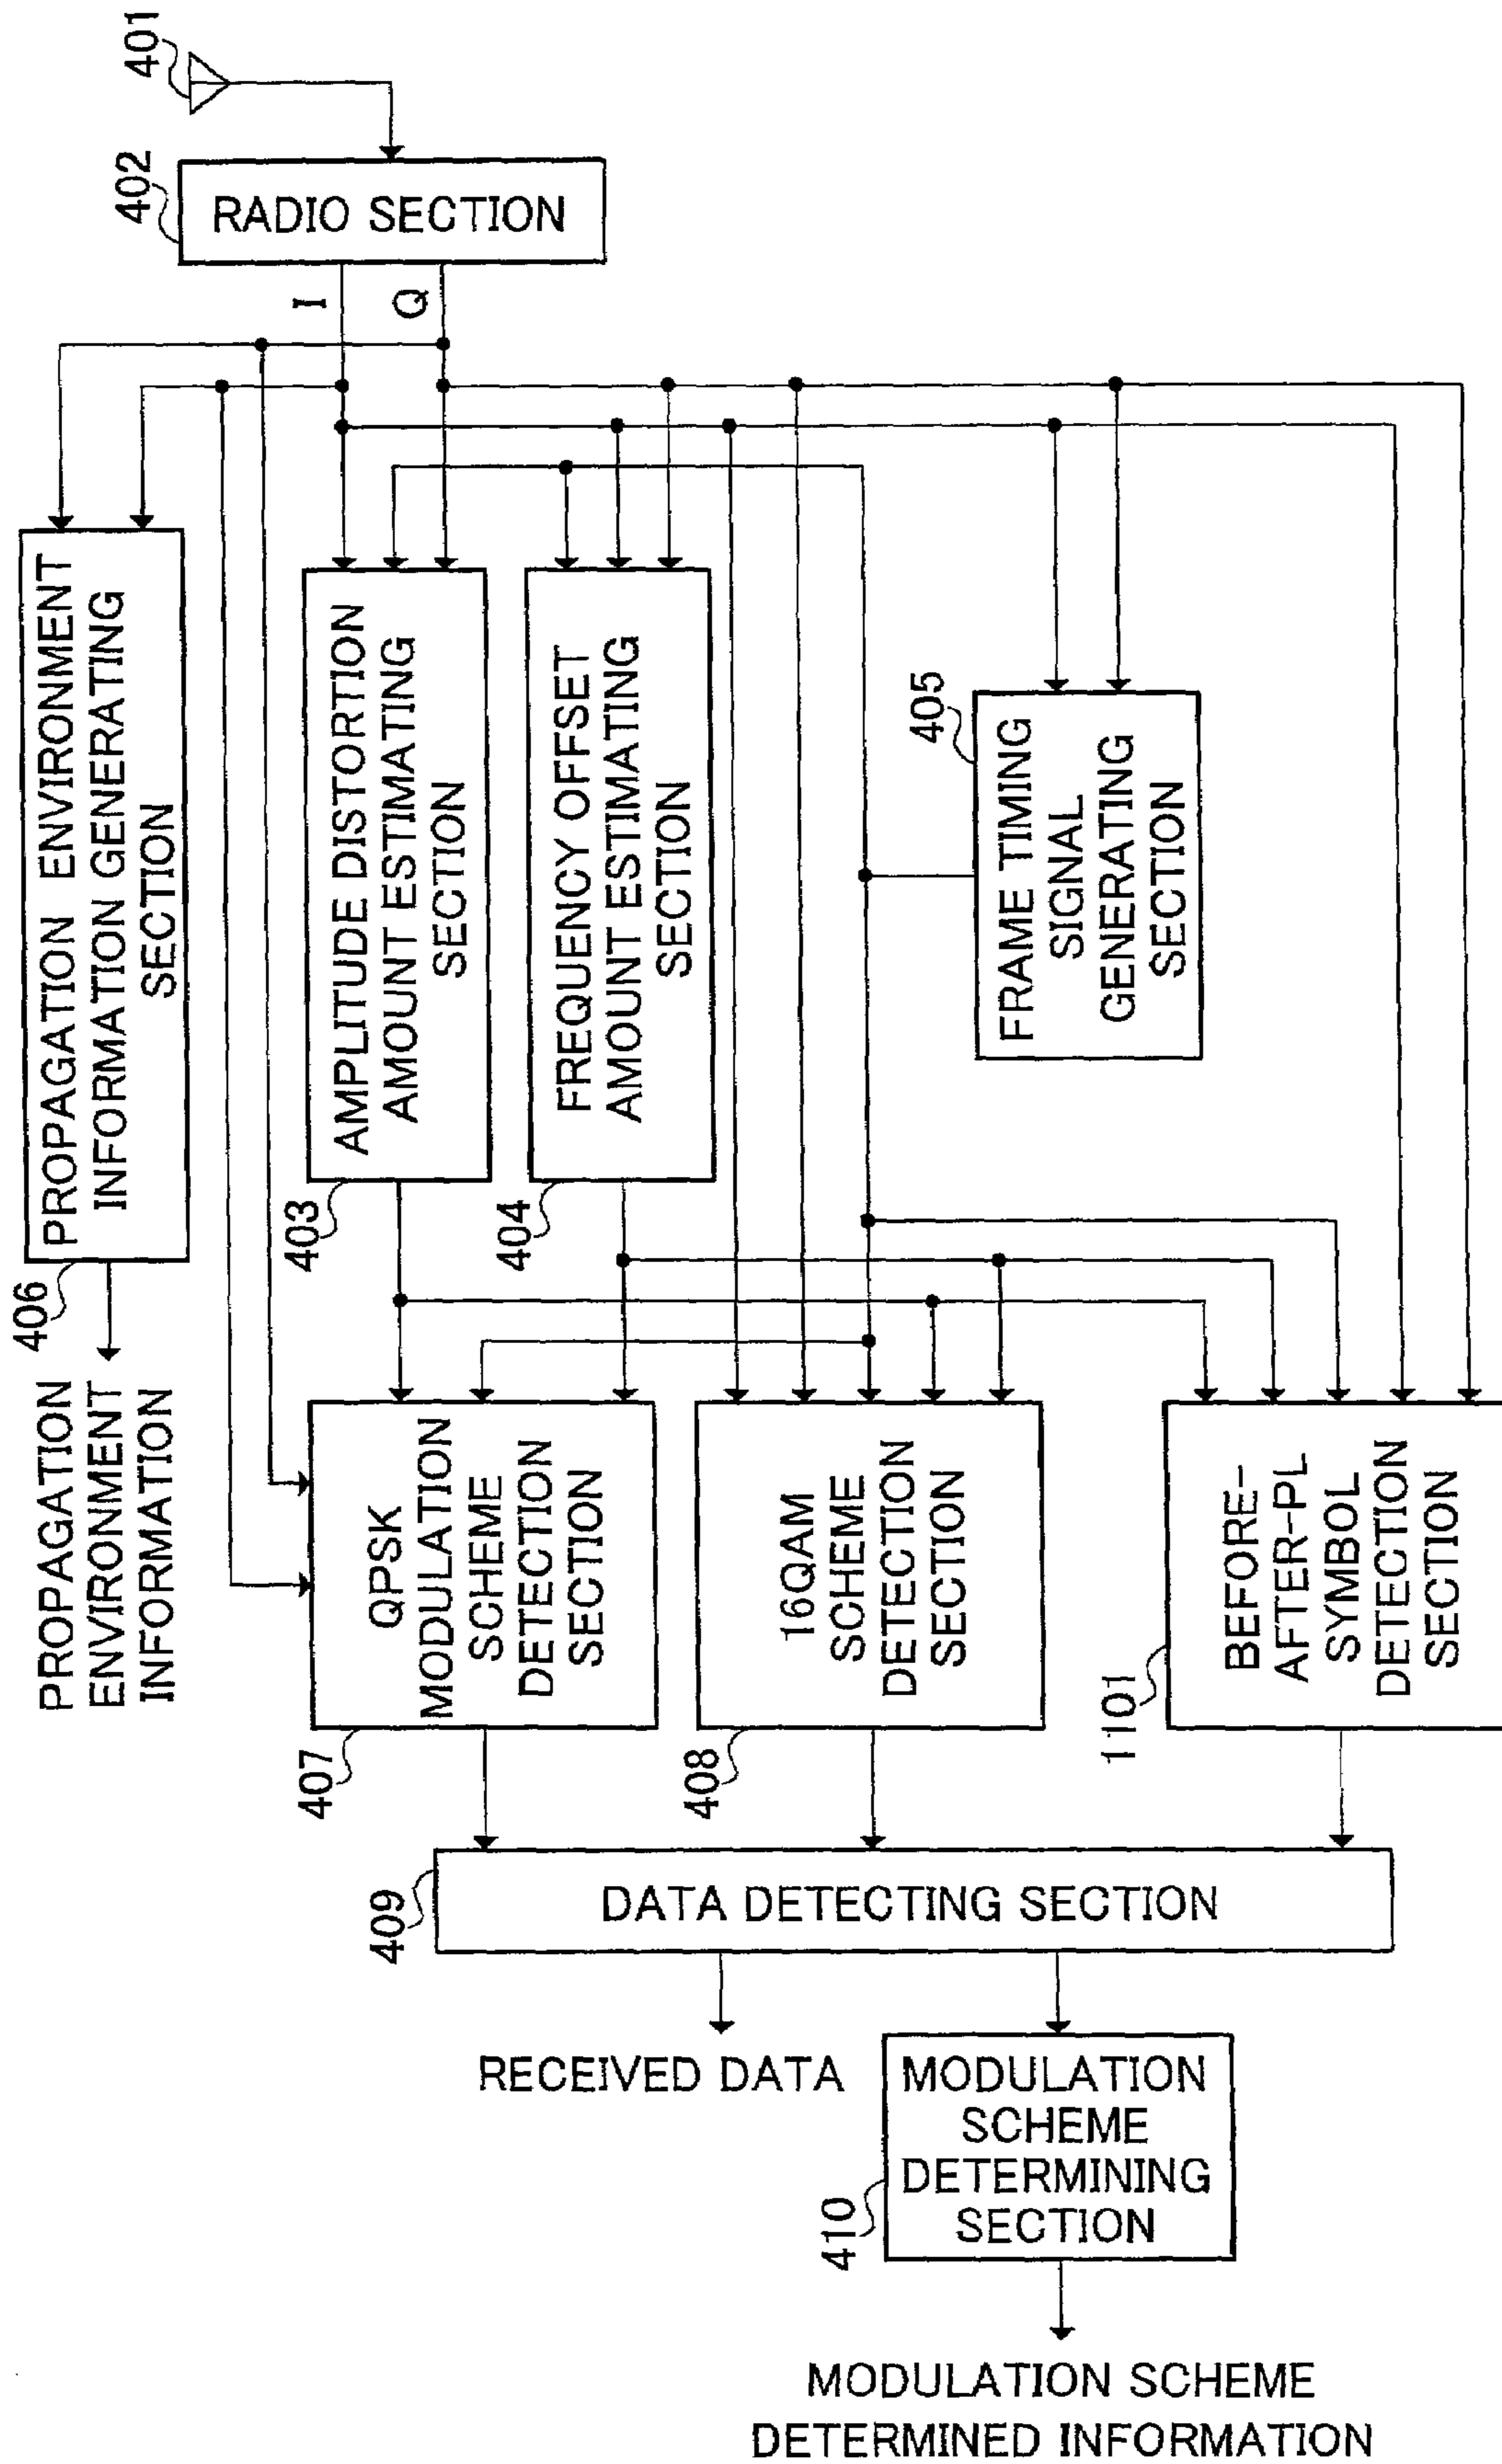 401
402
RADIO SECTION
I
Q
PROPAGATION ENVIRONMENT
INFORMATION GENERATING
SECTION
406
PROPAGATION
ENVIRONMENT
INFORMATION
AMPLITUDE DISTORTION
AMOUNT ESTIMATING
SECTION
403
FREQUENCY OFFSET
AMOUNT ESTIMATING
SECTION
404
405
FRAME TIMING
SIGNAL
GENERATING
SECTION
QPSK
MODULATION
SCHEME
DETECTION
SECTION
407
16QAM
SCHEME
DETECTION
SECTION
408
BEFORE-
AFTER-PL
SYMBOL
DETECTION
SECTION
1101
409
DATA DETECTING SECTION
RECEIVED DATA
MODULATION
SCHEME
DETERMINING
SECTION
410
MODULATION SCHEME
DETERMINED INFORMATION